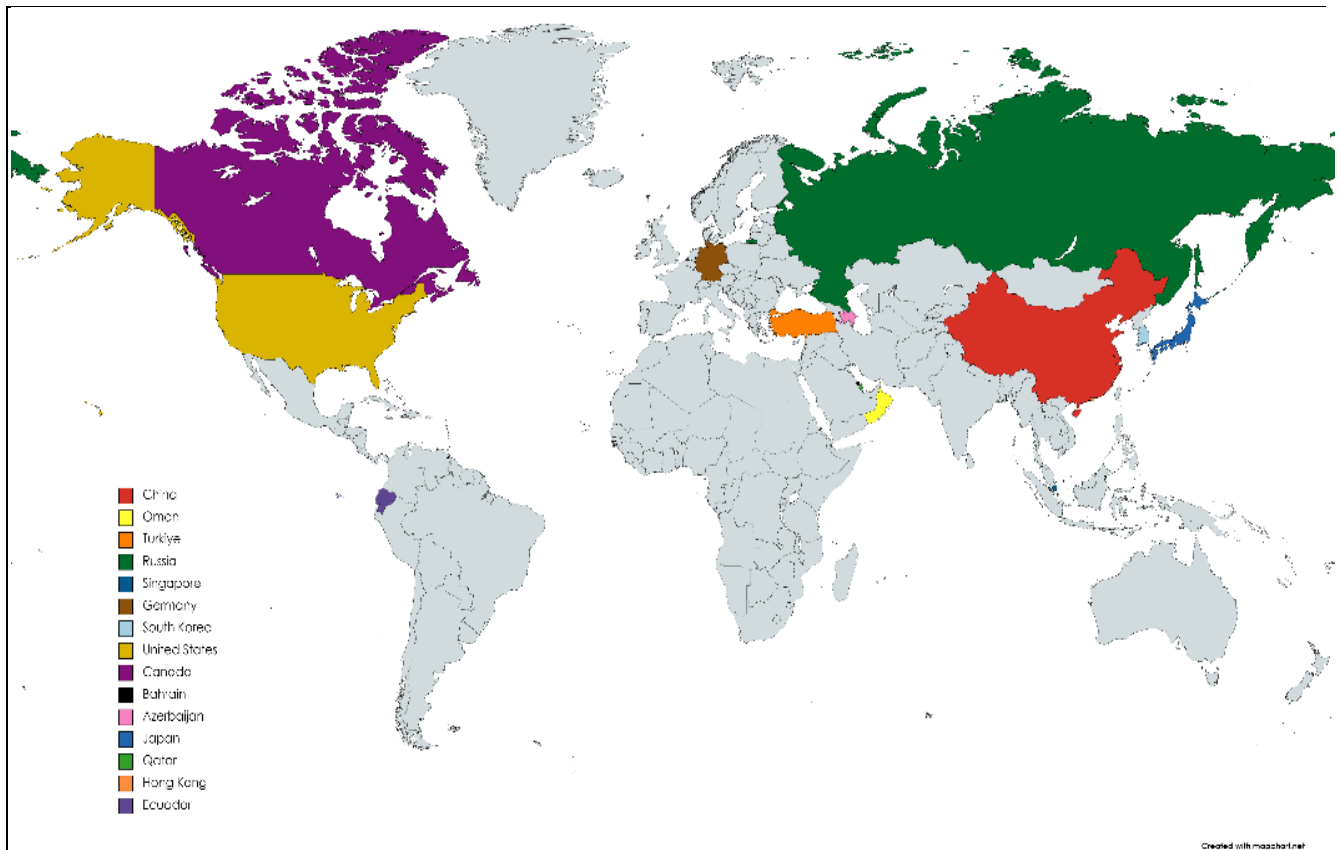 China
Oman
Turkiye
Russia
Singapore
Germany
South Korea
United States
Canada
Bahrain
Azerbaijan
Japan
Qatar
Hong Kong
Ecuador
Created with mapchart.net